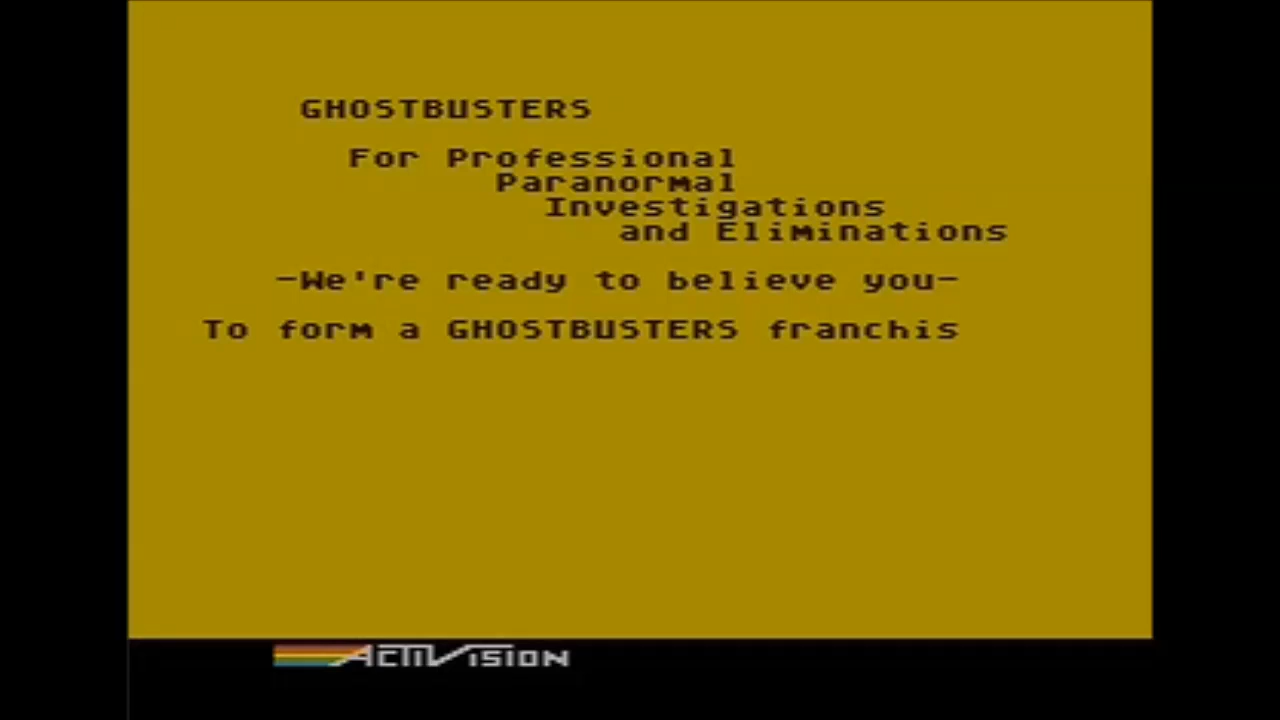 GHOSTBUSTERS
For Professional
Paranormal
Investigations
and Eliminations
-We're ready to believe you-
To form a GHOSTBUSTERS franchis
ACTIVISION